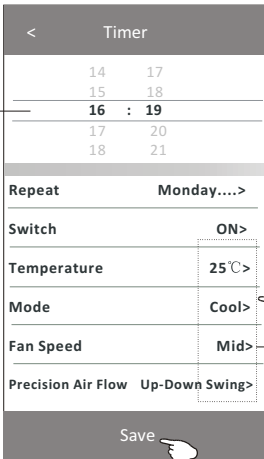 < Timer
14 17
15 18
16 : 19
17 20
18 21
Repeat Monday....>
Switch ON>
Temperature 25℃>
Mode Cool>
Fan Speed Mid>
Precision Air Flow Up-Down Swing>
Save